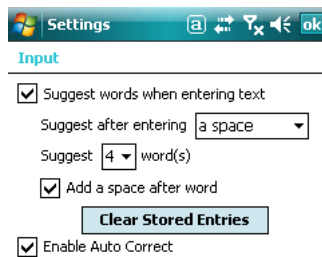 Settings a ok
Input
Suggest words when entering text
Suggest after entering a space
Suggest 4 word(s)
Add a space after word
Clear Stored Entries
Enable Auto Correct